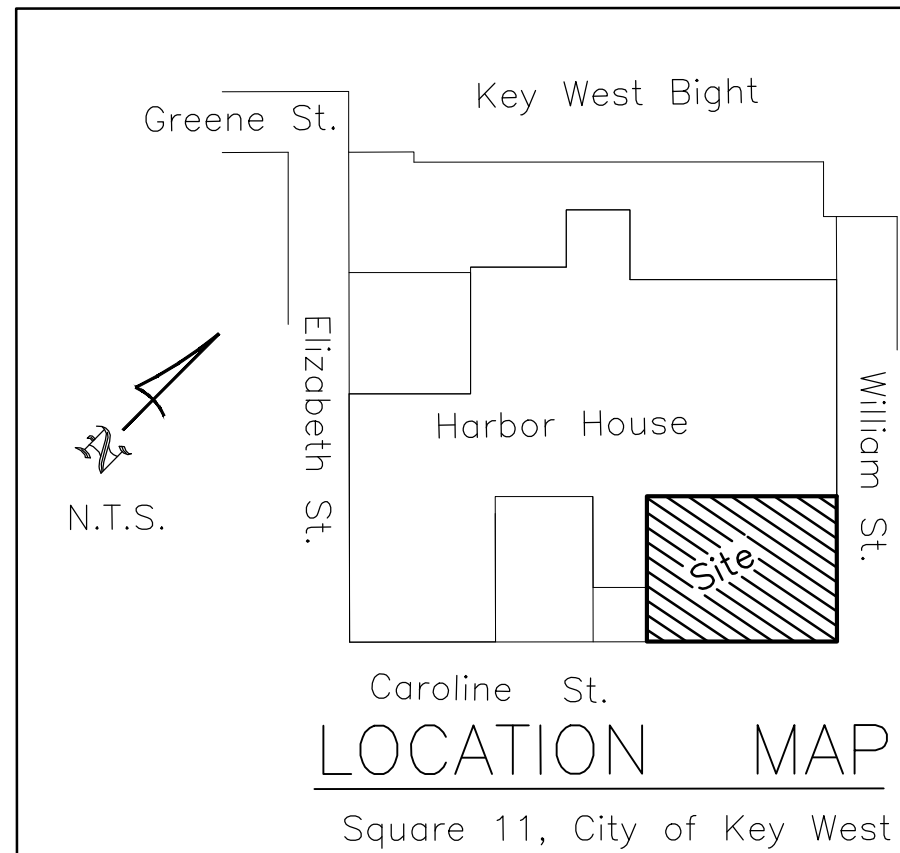 Key West Bight
Greene St.
Elizabeth St.
William St.
Harbor House
N
N.T.S.
Site
Caroline St.
LOCATION MAP
Square 11, City of Key West